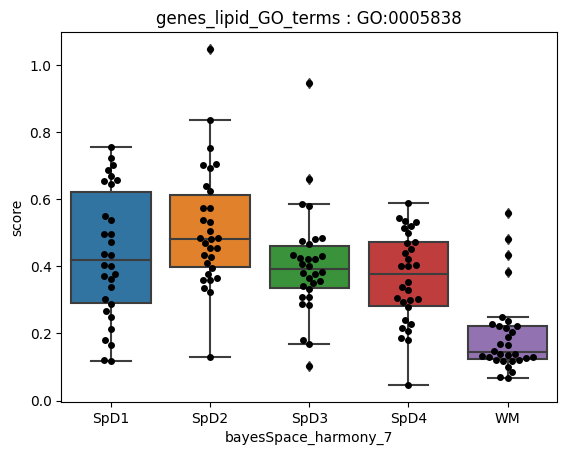 genes_lipid_GO_terms : GO:0005838
score
1.0
0.8
0.6
0.4
0.2
0.0
SpD1 SpD2 SpD3 SpD4 WM
bayesSpace_harmony_7